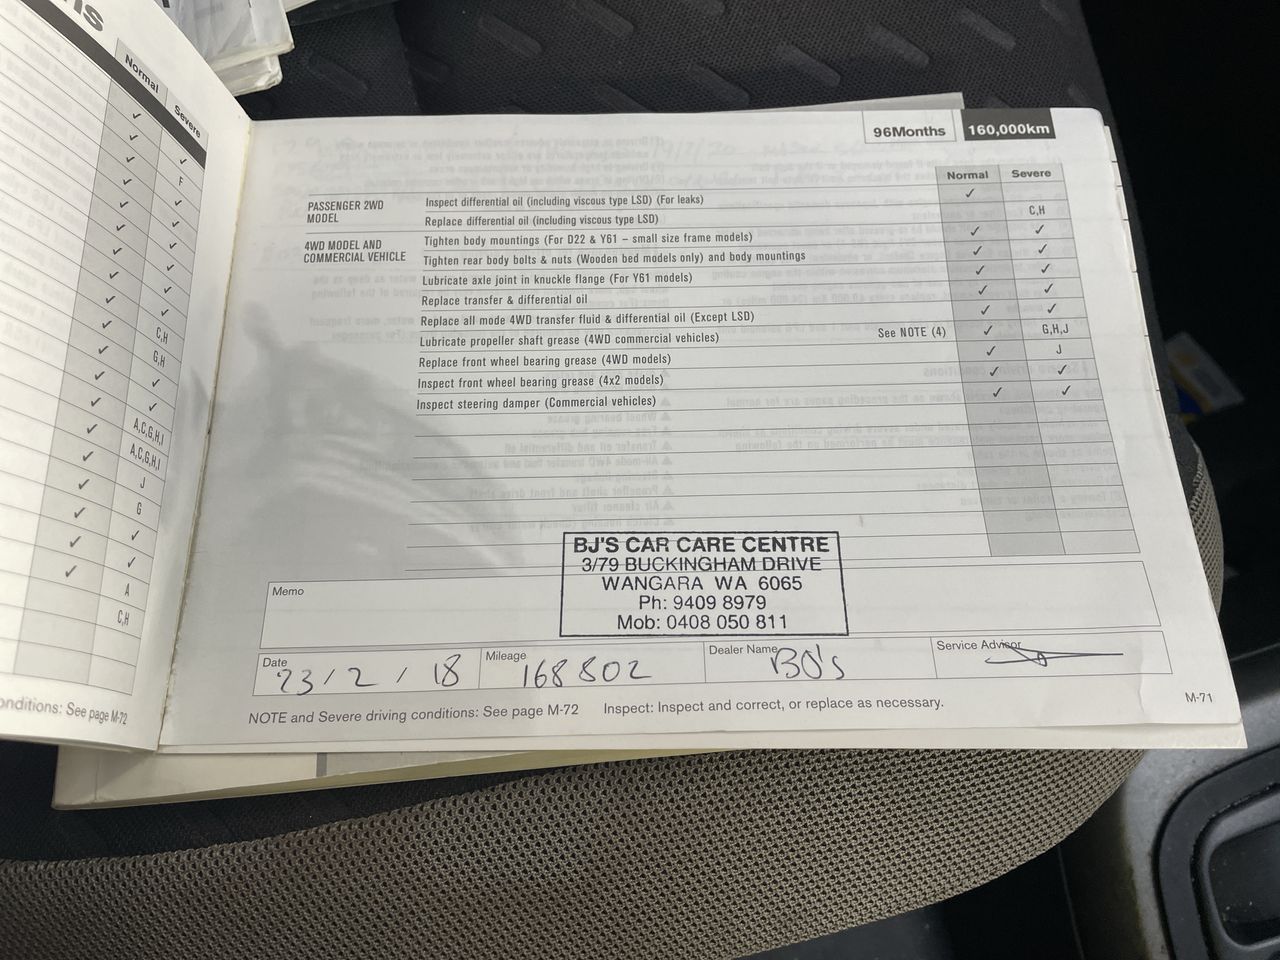 Normal
Severe
F
C,H
G,H
A,C,G,H,I
A,C,G,H,I
J
G
A
C,H
onditions: See page M-72
96Months 160,000km
Normal Severe
PASSENGER 2WD MODEL
Inspect differential oil (including viscous type LSD) (For leaks) ✓
Replace differential oil (including viscous type LSD) C,H
4WD MODEL AND COMMERCIAL VEHICLE
Tighten body mountings (For D22 & Y61 – small size frame models) ✓ ✓
Tighten rear body bolts & nuts (Wooden bed models only) and body mountings ✓ ✓
Lubricate axle joint in knuckle flange (For Y61 models) ✓ ✓
Replace transfer & differential oil ✓ ✓
Replace all mode 4WD transfer fluid & differential oil (Except LSD) ✓ ✓
Lubricate propeller shaft grease (4WD commercial vehicles) See NOTE (4) ✓ G,H,J
Replace front wheel bearing grease (4WD models) ✓ J
Inspect front wheel bearing grease (4x2 models) ✓ ✓
Inspect steering damper (Commercial vehicles) ✓ ✓
BJ'S CAR CARE CENTRE
3/79 BUCKINGHAM DRIVE
WANGARA WA 6065
Ph: 9409 8979
Mob: 0408 050 811
Memo
Date 23/2/18 Mileage 168802 Dealer Name BJ's Service Advisor
NOTE and Severe driving conditions: See page M-72 Inspect: Inspect and correct, or replace as necessary.
M-71